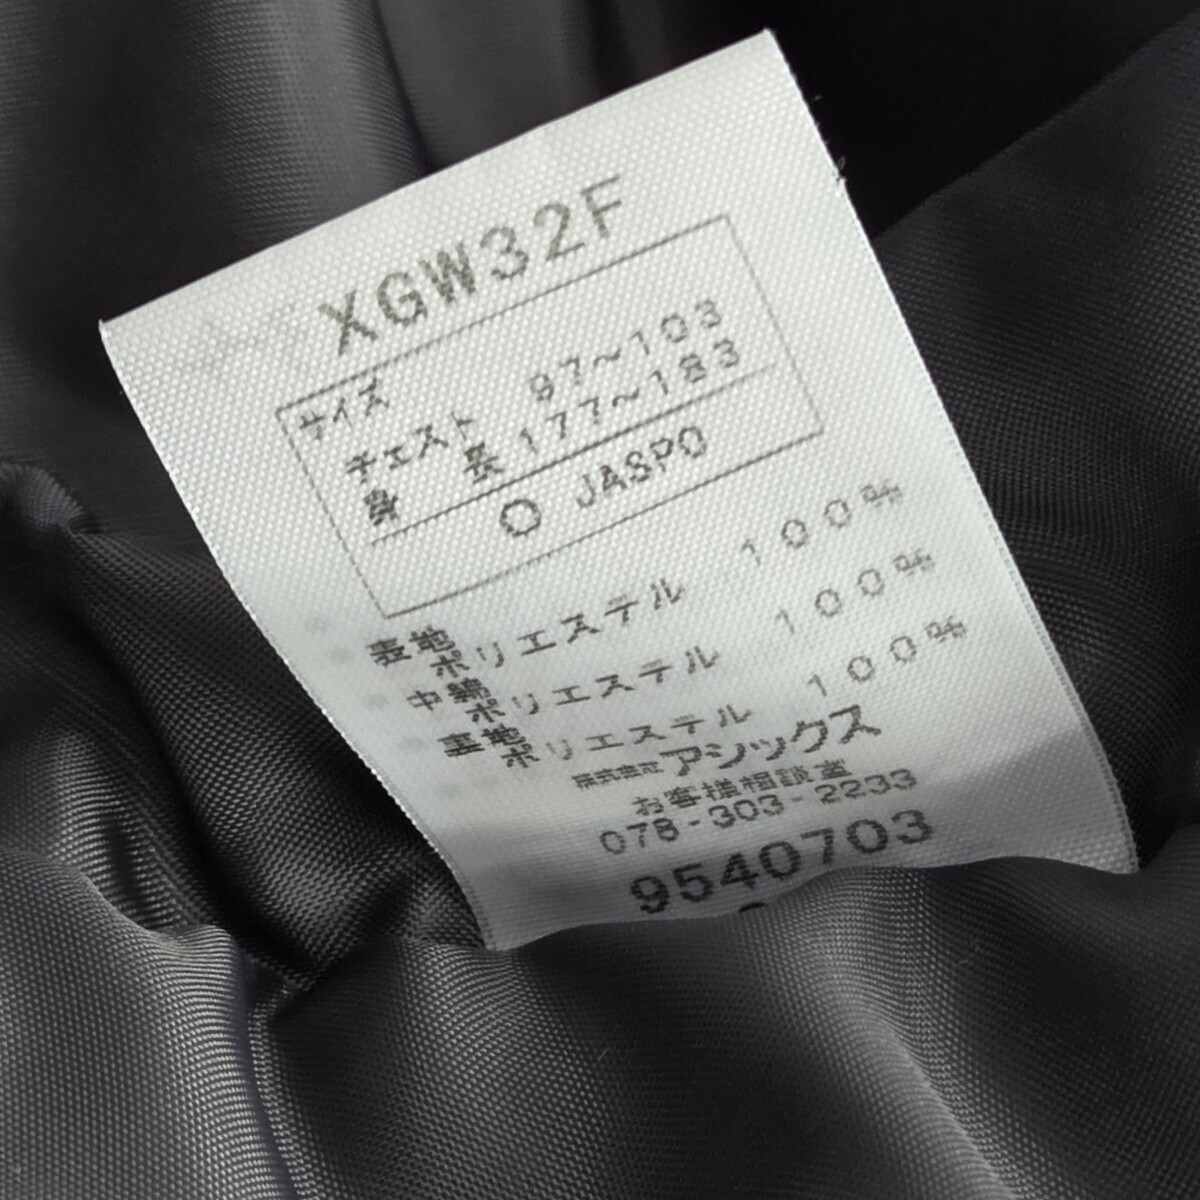 XGW32F
サイズ
チェスト 97～103
身長 177～183
O JASPO
表地
ポリエステル 100%
中綿
ポリエステル 100%
裏地
ポリエステル 100%
株式会社アシックス
お客様相談室
078-303-2233
9540703